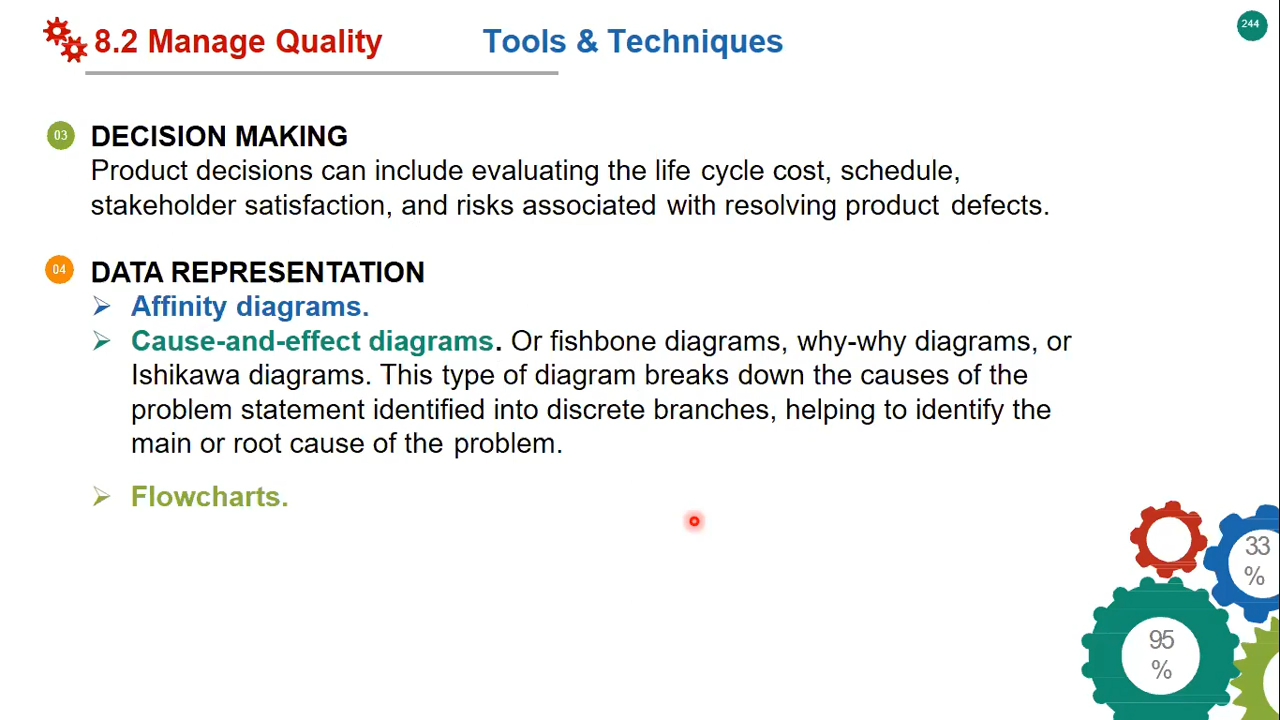 8.2 Manage Quality
Tools & Techniques
244
03
DECISION MAKING
Product decisions can include evaluating the life cycle cost, schedule,
stakeholder satisfaction, and risks associated with resolving product defects.
04
DATA REPRESENTATION
➢ Affinity diagrams.
➢ Cause-and-effect diagrams. Or fishbone diagrams, why-why diagrams, or
Ishikawa diagrams. This type of diagram breaks down the causes of the
problem statement identified into discrete branches, helping to identify the
main or root cause of the problem.
➢ Flowcharts.
33
%
95
%